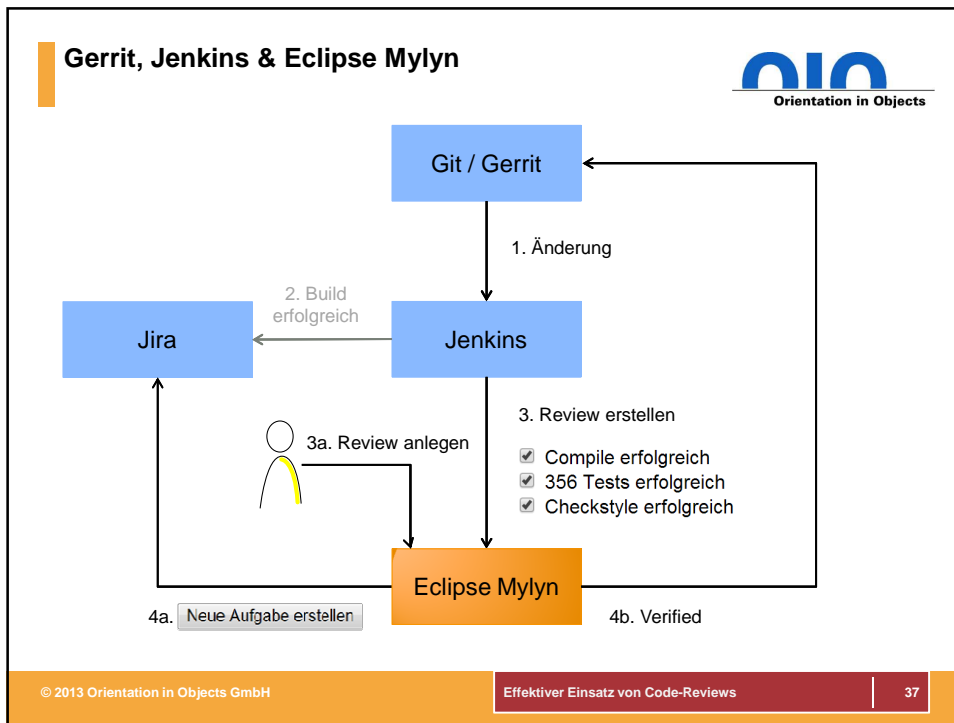 Gerrit, Jenkins & Eclipse Mylyn
Orientation in Objects
Git / Gerrit
1. Änderung
2. Build
erfolgreich
Jira
Jenkins
3. Review erstellen
3a. Review anlegen
Compile erfolgreich
356 Tests erfolgreich
Checkstyle erfolgreich
Eclipse Mylyn
4a. Neue Aufgabe erstellen
4b. Verified
© 2013 Orientation in Objects GmbH
Effektiver Einsatz von Code-Reviews
37